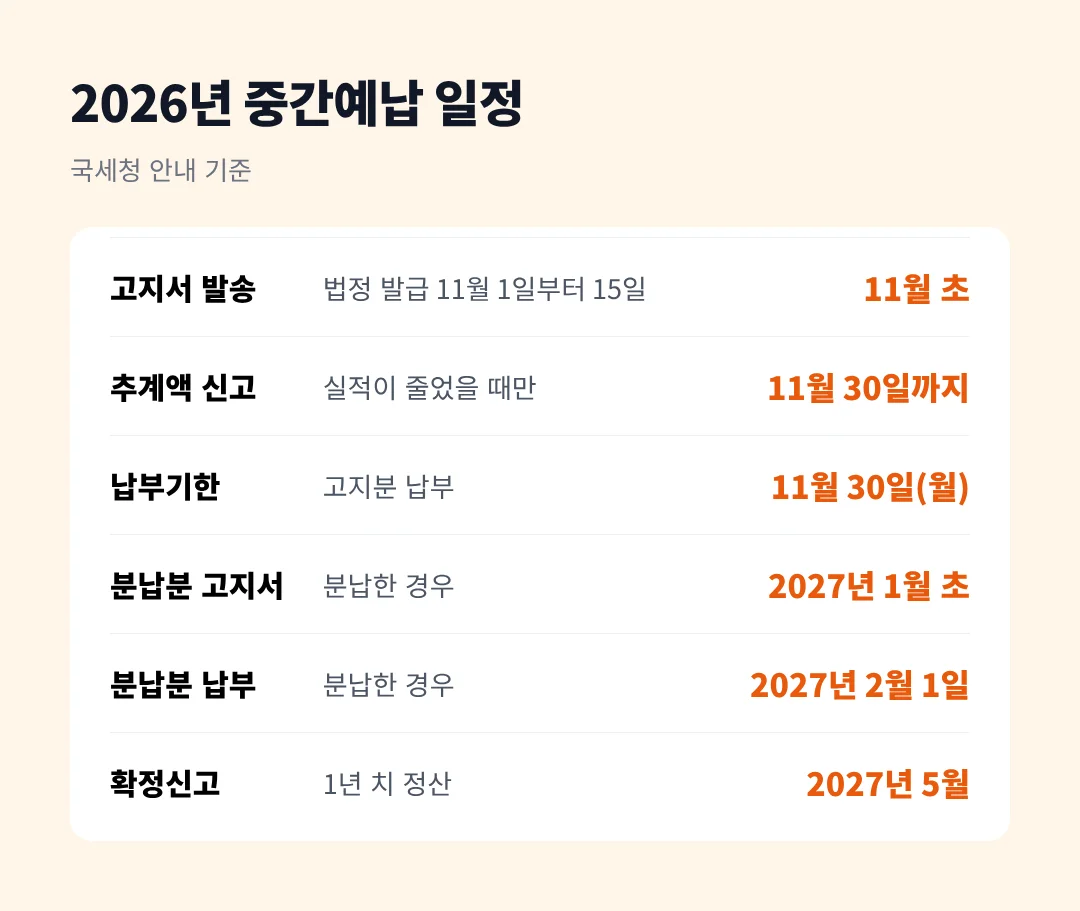 2026년 중간예납 일정
국세청 안내 기준
고지서 발송 법정 발급 11월 1일부터 15일 11월 초
추계액 신고 실적이 줄었을 때만 11월 30일까지
납부기한 고지분 납부 11월 30일(월)
분납분 고지서 분납한 경우 2027년 1월 초
분납분 납부 분납한 경우 2027년 2월 1일
확정신고 1년 치 정산 2027년 5월